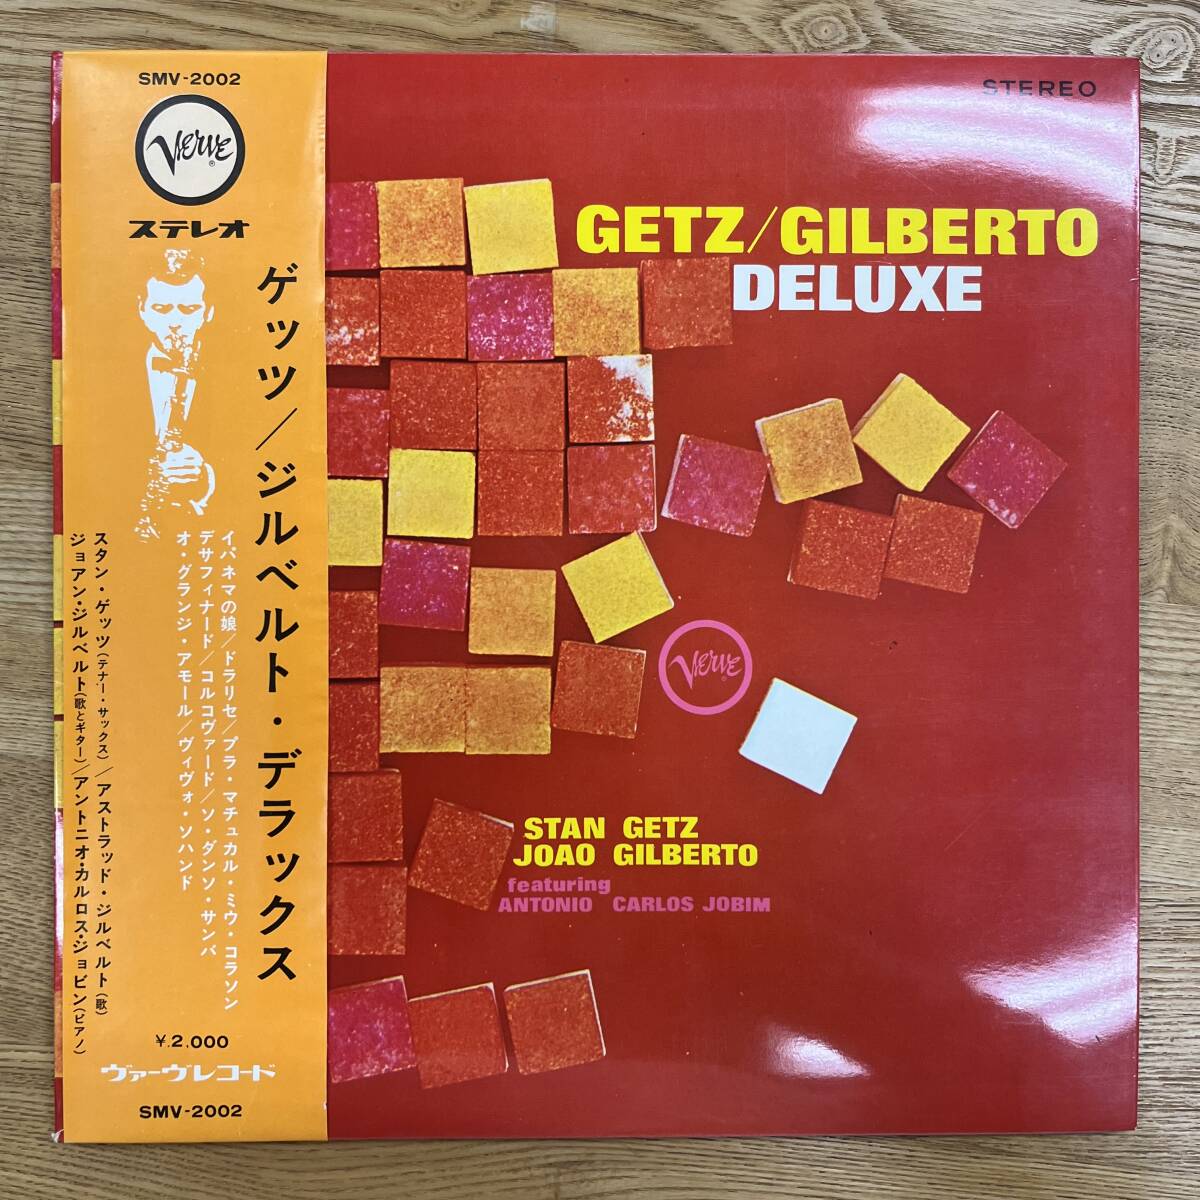 SMV-2002
Verve
ステレオ
ゲッツ/ジルベルト・デラックス
イパネマの娘/ドラリセ/プラ・マチュカル・ミウ・コラソン
デサフィナード/コルコヴァード/ソ・ダンソ・サンバ
オ・グランジ・アモール/ヴィヴォ・ソハンド
スタン・ゲッツ(テナー・サックス)/アストラッド・ジルベルト(歌)
ジョアン・ジルベルト(歌とギター)/アントニオ・カルロス・ジョビン(ピアノ)
¥.2,000
ヴァーヴレコード
SMV-2002
STEREO
GETZ/GILBERTO
DELUXE
Verve
STAN GETZ
JOAO GILBERTO
featuring
ANTONIO CARLOS JOBIM